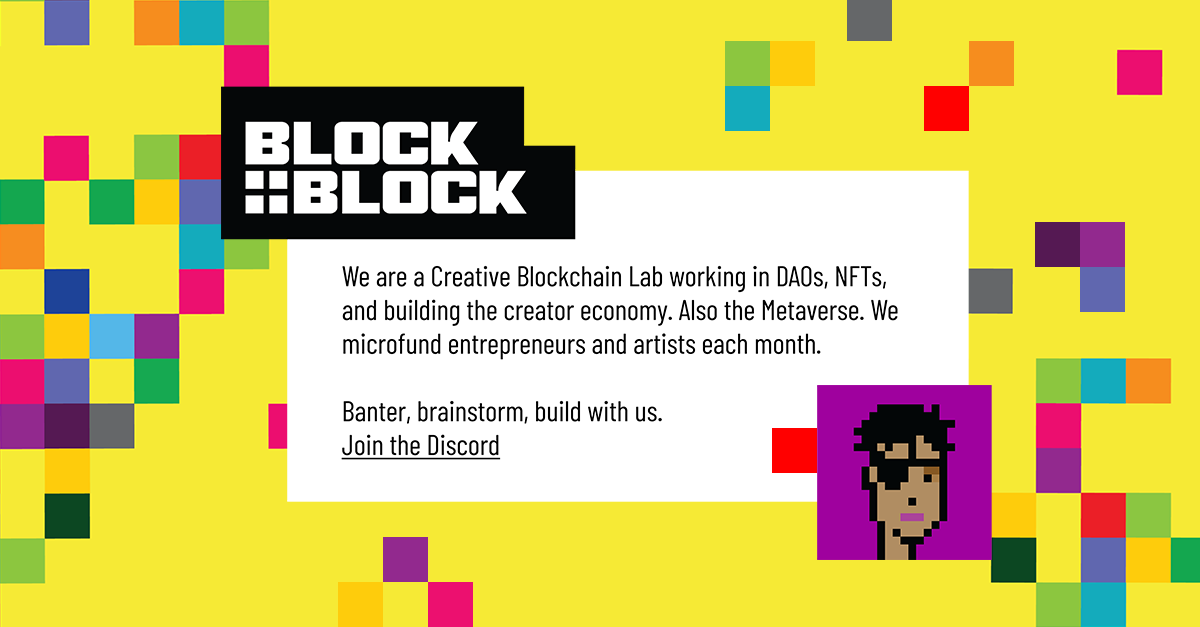 BLOCK
BLOCK
We are a Creative Blockchain Lab working in DAOs, NFTs,
and building the creator economy. Also the Metaverse. We
microfund entrepreneurs and artists each month.
Banter, brainstorm, build with us.
Join the Discord